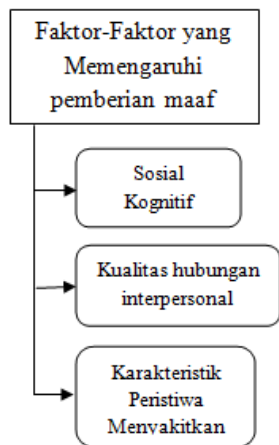 Faktor-Faktor yang
Memengaruhi
pemberian maaf
Sosial
Kognitif
Kualitas hubungan
interpersonal
Karakteristik
Peristiwa
Menyakitkan